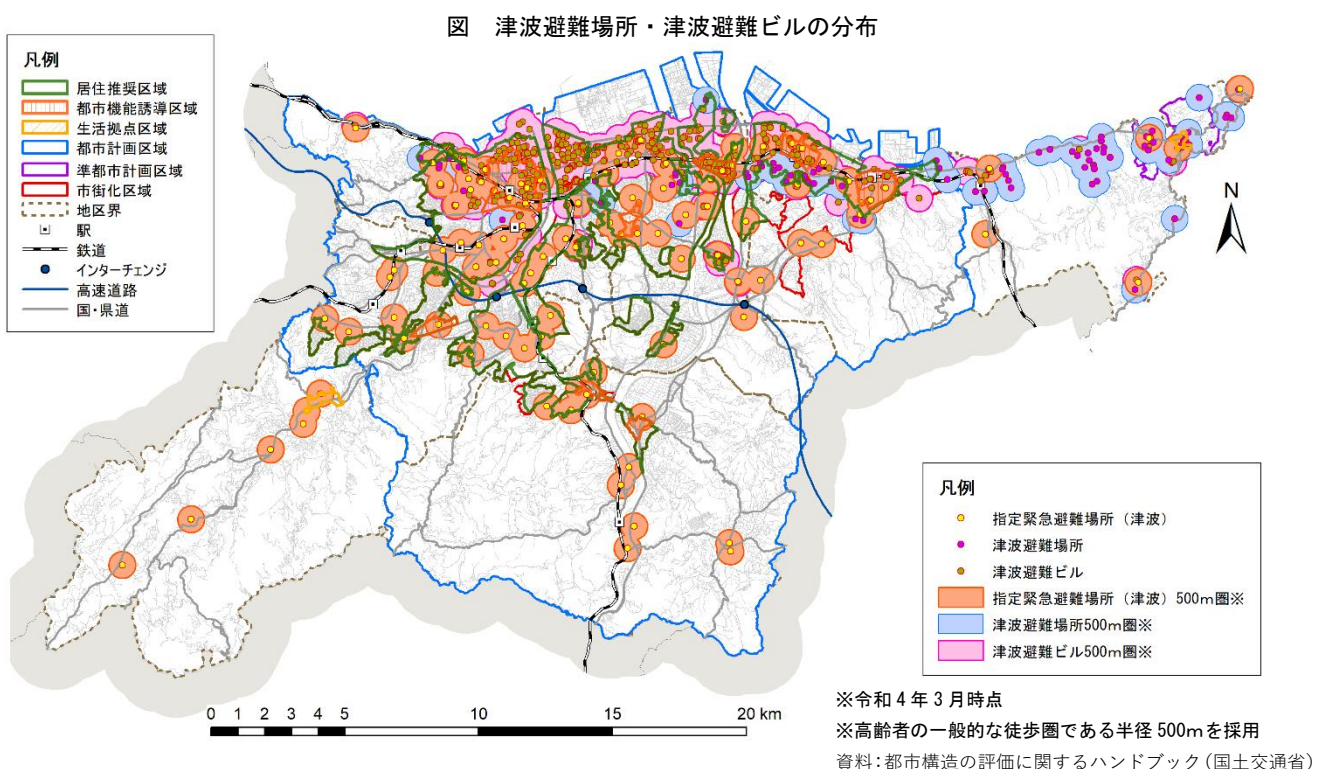 図　津波避難場所・津波避難ビルの分布
凡例
居住推奨区域
都市機能誘導区域
生活拠点区域
都市計画区域
準都市計画区域
市街化区域
地区界
駅
鉄道
インターチェンジ
高速道路
国・県道
N
凡例
指定緊急避難場所（津波）
津波避難場所
津波避難ビル
指定緊急避難場所（津波）500m圏※
津波避難場所500m圏※
津波避難ビル500m圏※
0 1 2 3 4 5 10 15 20 km
※令和４年３月時点
※高齢者の一般的な徒歩圏である半径500mを採用
資料：都市構造の評価に関するハンドブック（国土交通省）